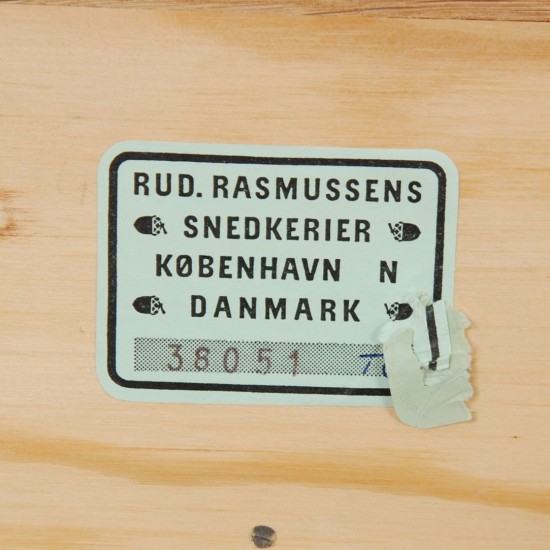 RUD. RASMUSSENS
SNEDKERIER
KØBENHAVN N
DANMARK
38051